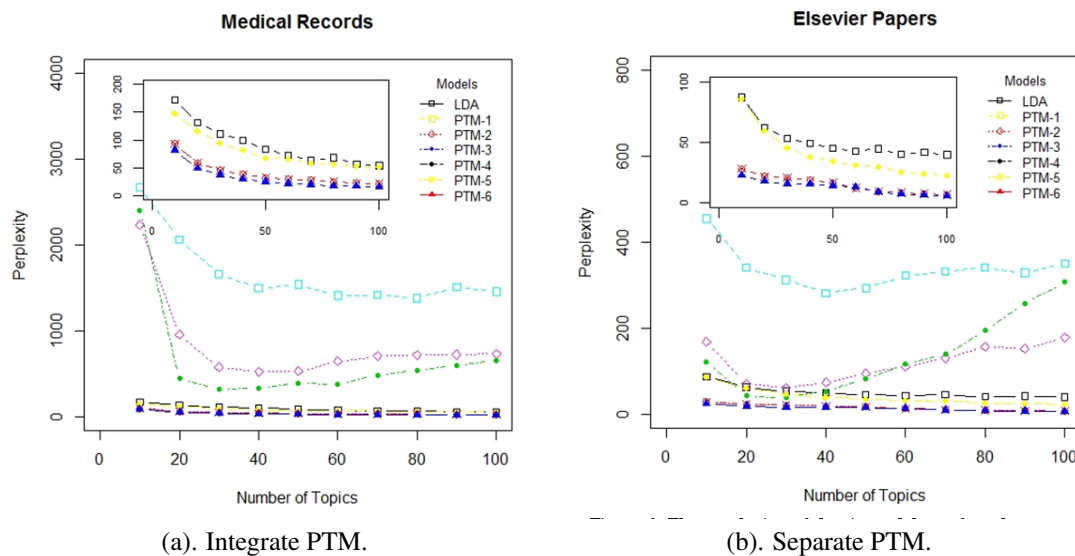 Medical Records
4000
3000
2000
1000
0
Perplexity
200
150
100
50
0
0 50 100
Models
LDA
PTM-1
PTM-2
PTM-3
PTM-4
PTM-5
PTM-6
0 20 40 60 80 100
Number of Topics
(a). Integrate PTM.
Elsevier Papers
800
600
400
200
0
Perplexity
100
50
0
0 50 100
Models
LDA
PTM-1
PTM-2
PTM-3
PTM-4
PTM-5
PTM-6
0 20 40 60 80 100
Number of Topics
(b). Separate PTM.